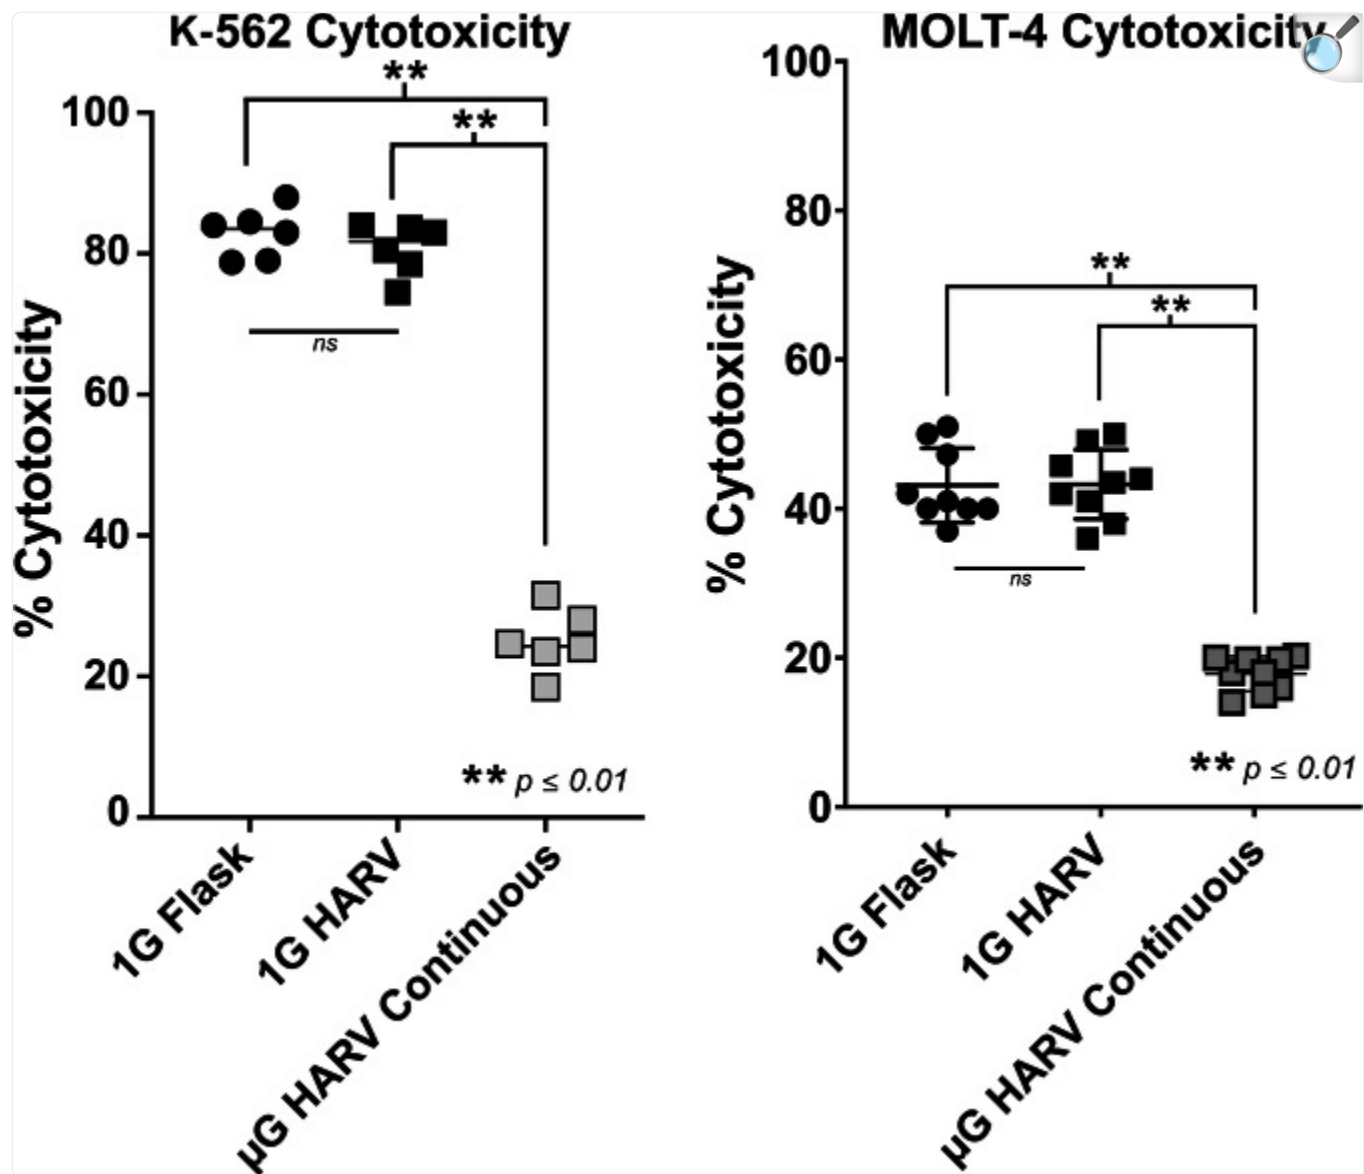 K-562 Cytotoxicity
**
**
100
80
60
40
20
0
% Cytotoxicity
ns
** p ≤ 0.01
1G Flask
1G HARV
µG HARV Continuous
MOLT-4 Cytotoxicity
**
**
100
80
60
40
20
0
% Cytotoxicity
ns
** p ≤ 0.01
1G Flask
1G HARV
µG HARV Continuous